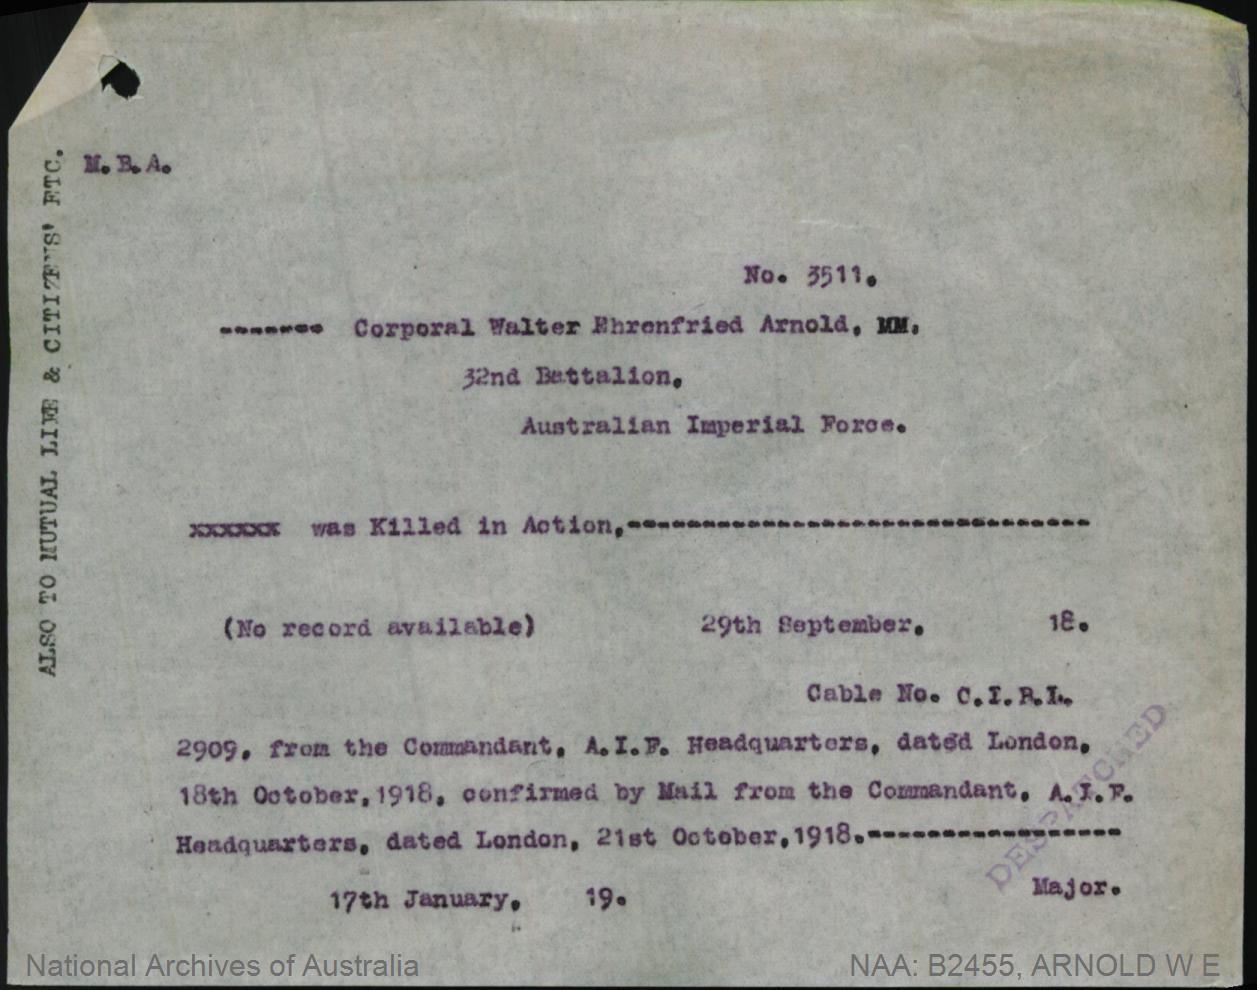 M.B.A.
ALSO TO MUTUAL LIFE & CITIZENS' ETC.
No. 3511.
------- Corporal Walter Ehrenfried Arnold, MM.
32nd Battalion,
Australian Imperial Force.
xxxxxx was Killed in Action,-------------------------------
(No record available) 29th September, 18.
Cable No. C.I.R.L.
2909, from the Commandant, A.I.F. Headquarters, dated London,
18th October,1918, confirmed by Mail from the Commandant, A.I.F.
Headquarters, dated London, 21st October,1918.-----------------
DESPATCHED
17th January, 19. Major.
National Archives of Australia NAA: B2455, ARNOLD W E